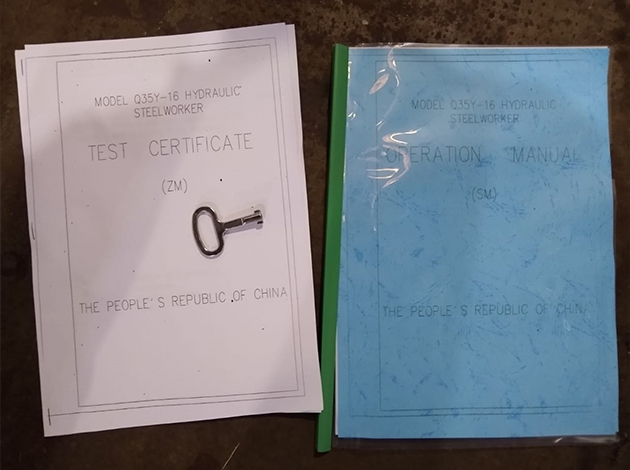 MODEL Q35Y-16 HYDRAULIC
STEELWORKER
TEST CERTIFICATE
(ZM)
THE PEOPLE'S REPUBLIC OF CHINA
MODEL Q35Y-16 HYDRAULIC
STEELWORKER
OPERATION MANUAL
(SM)
THE PEOPLE'S REPUBLIC OF CHINA